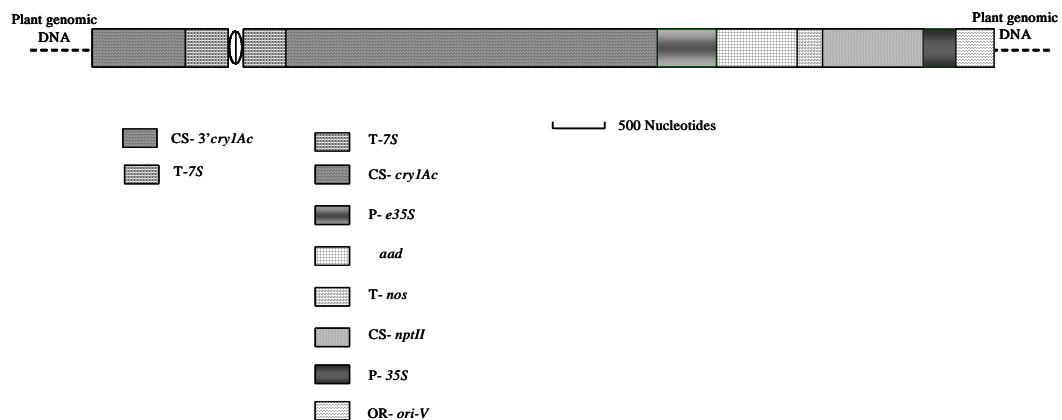 Plant genomic
DNA
Plant genomic
DNA
500 Nucleotides
CS- 3'cry1Ac
T-7S
T-7S
CS- cry1Ac
P- e35S
aad
T- nos
CS- nptII
P- 35S
OR- ori-V